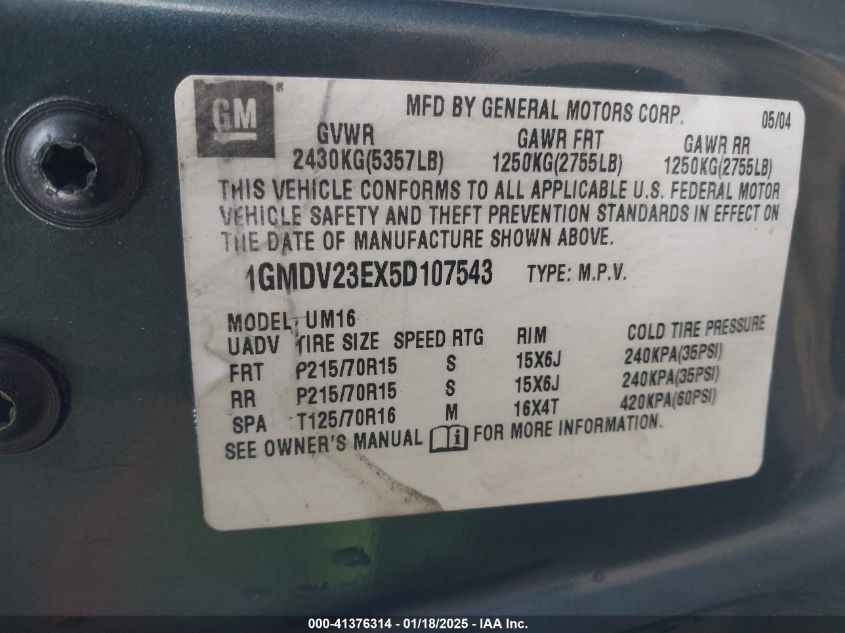 GM
MFD BY GENERAL MOTORS CORP. 05/04
GVWR GAWR FRT GAWR RR
2430KG(5357LB) 1250KG(2755LB) 1250KG(2755LB)
THIS VEHICLE CONFORMS TO ALL APPLICABLE U.S. FEDERAL MOTOR
VEHICLE SAFETY AND THEFT PREVENTION STANDARDS IN EFFECT ON
THE DATE OF MANUFACTURE SHOWN ABOVE.
1GMDV23EX5D107543 TYPE: M.P.V.
MODEL: UM16
UADV TIRE SIZE SPEED RTG RIM COLD TIRE PRESSURE
FRT P215/70R15 S 15X6J 240KPA(35PSI)
RR P215/70R15 S 15X6J 240KPA(35PSI)
SPA T125/70R16 M 16X4T 420KPA(60PSI)
SEE OWNER'S MANUAL i FOR MORE INFORMATION.
000-41376314 / 01/18/2025 - IAA Inc.